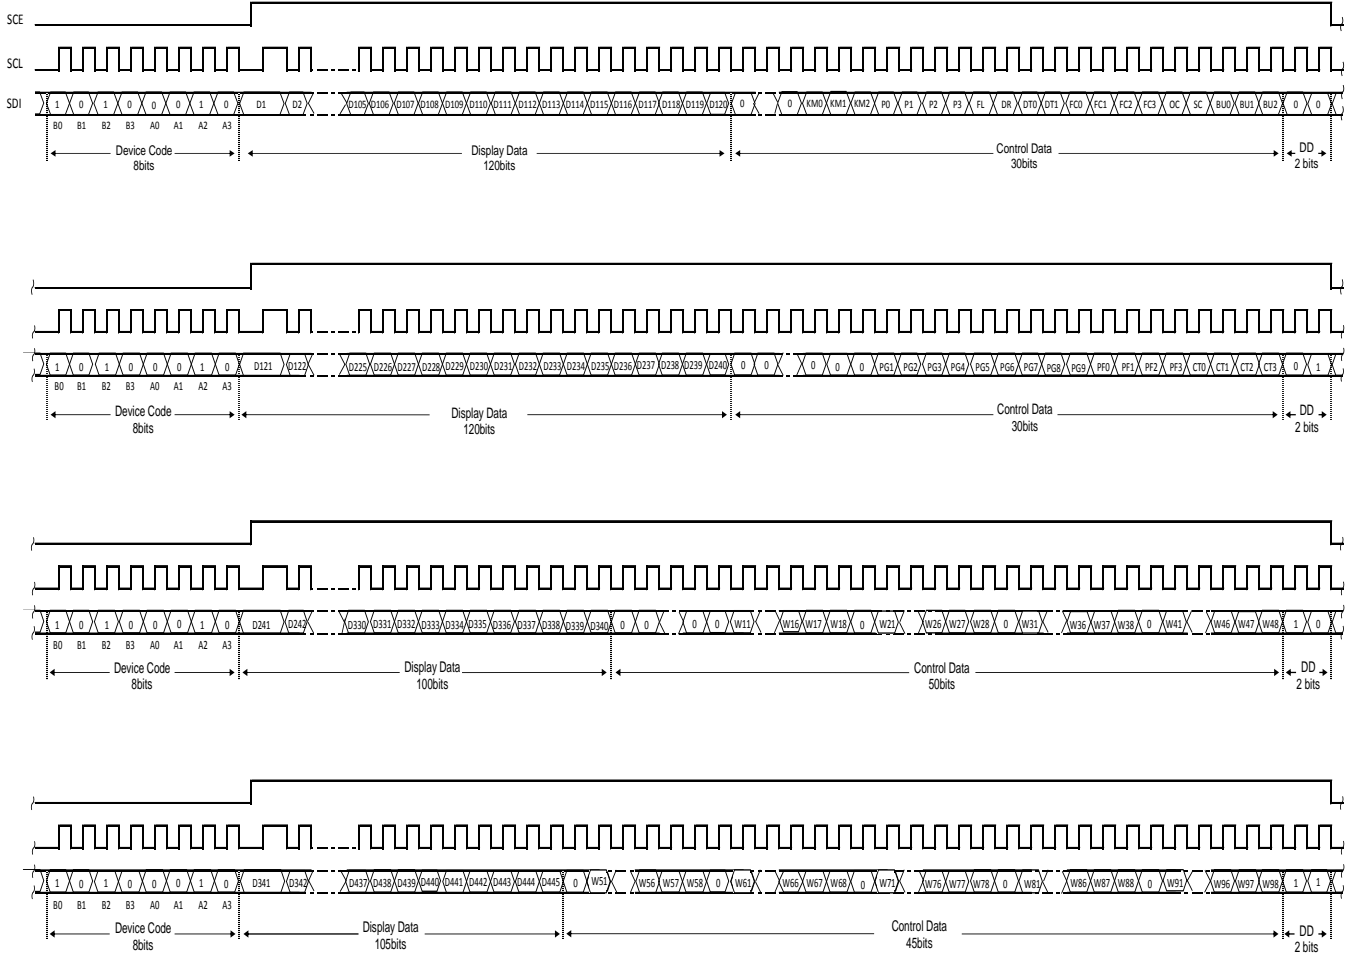 SCE
SCL
SDI 1 0 1 0 0 0 1 0 D1 D2 D105 D106 D107 D108 D109 D110 D111 D112 D113 D114 D115 D116 D117 D118 D119 D120 0 0 KM0 KM1 KM2 P0 P1 P2 P3 FL DR DT0 DT1 FC0 FC1 FC2 FC3 OC SC BU0 BU1 BU2 0 0
B0 B1 B2 B3 A0 A1 A2 A3
Device Code Display Data Control Data DD
8bits 120bits 30bits 2 bits
1 0 1 0 0 0 1 0 D121 D122 D225 D226 D227 D228 D229 D230 D231 D232 D233 D234 D235 D236 D237 D238 D239 D240 0 0 0 0 0 PG1 PG2 PG3 PG4 PG5 PG6 PG7 PG8 PG9 PF0 PF1 PF2 PF3 CT0 CT1 CT2 CT3 0 1
B0 B1 B2 B3 A0 A1 A2 A3
Device Code Display Data Control Data DD
8bits 120bits 30bits 2 bits
1 0 1 0 0 0 1 0 D241 D242 D330 D331 D332 D333 D334 D335 D336 D337 D338 D339 D340 0 0 0 0 W11 W16 W17 W18 0 W21 W26 W27 W28 0 W31 W36 W37 W38 0 W41 W46 W47 W48 1 0
B0 B1 B2 B3 A0 A1 A2 A3
Device Code Display Data Control Data DD
8bits 100bits 50bits 2 bits
1 0 1 0 0 0 1 0 D341 D342 D437 D438 D439 D440 D441 D442 D443 D444 D445 0 W51 W56 W57 W58 0 W61 W66 W67 W68 0 W71 W76 W77 W78 0 W81 W86 W87 W88 0 W91 W96 W97 W98 1 1
B0 B1 B2 B3 A0 A1 A2 A3
Device Code Display Data Control Data DD
8bits 105bits 45bits 2 bits